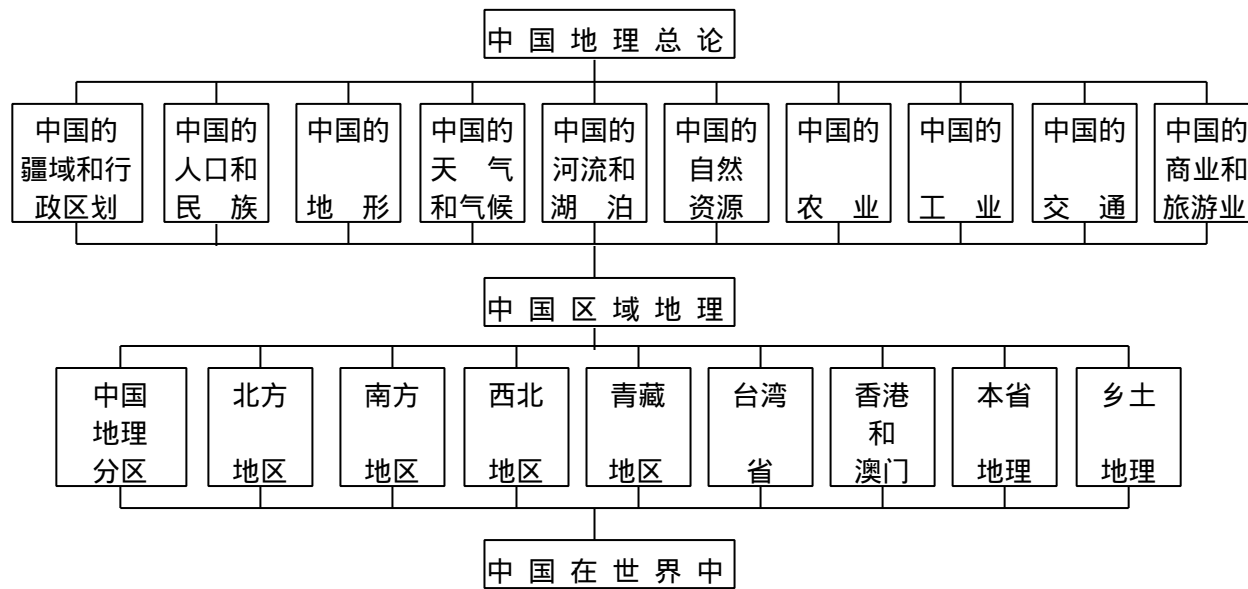 中国地理总论
中国的
疆域和行
政区划
中国的
人口和
民族
中国的
地形
中国的
天气
和气候
中国的
河流和
湖泊
中国的
自然
资源
中国的
农业
中国的
工业
中国的
交通
中国的
商业和
旅游业
中国区域地理
中国
地理
分区
北方
地区
南方
地区
西北
地区
青藏
地区
台湾
省
香港
和
澳门
本省
地理
乡土
地理
中国在世界中